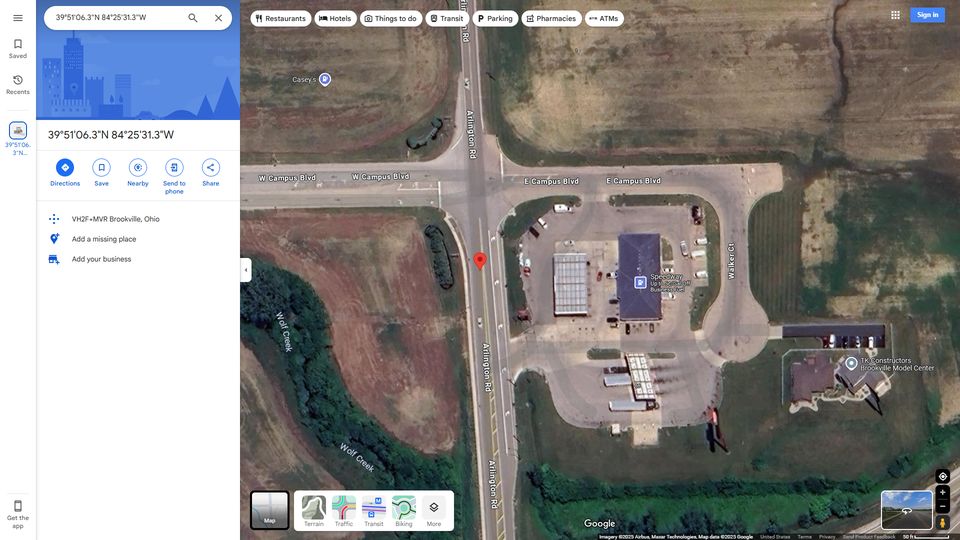 39°51'06.3"N 84°25'31.3"W
Restaurants
Hotels
Things to do
Transit
Parking
Pharmacies
ATMs
Sign in
Saved
Recents
39°51'06.
3"N...
39°51'06.3"N 84°25'31.3"W
Directions
Save
Nearby
Send to
phone
Share
VH2F+MVR Brookville, Ohio
Add a missing place
Add your business
Get the
app
Casey's
Arlington Rd
W Campus Blvd
W Campus Blvd
E Campus Blvd
E Campus Blvd
Walker Ct
Speedway
Business Fuel
TK Constructors
Brookville Model Center
Wolf Creek
Wolf Creek
Arlington Rd
Arlington Rd
Map
Terrain
Traffic
Transit
Biking
More
Google
Imagery ©2025 Airbus, Maxar Technologies, Map data ©2025 Google
United States
Terms
Privacy
Send Product Feedback
50 ft